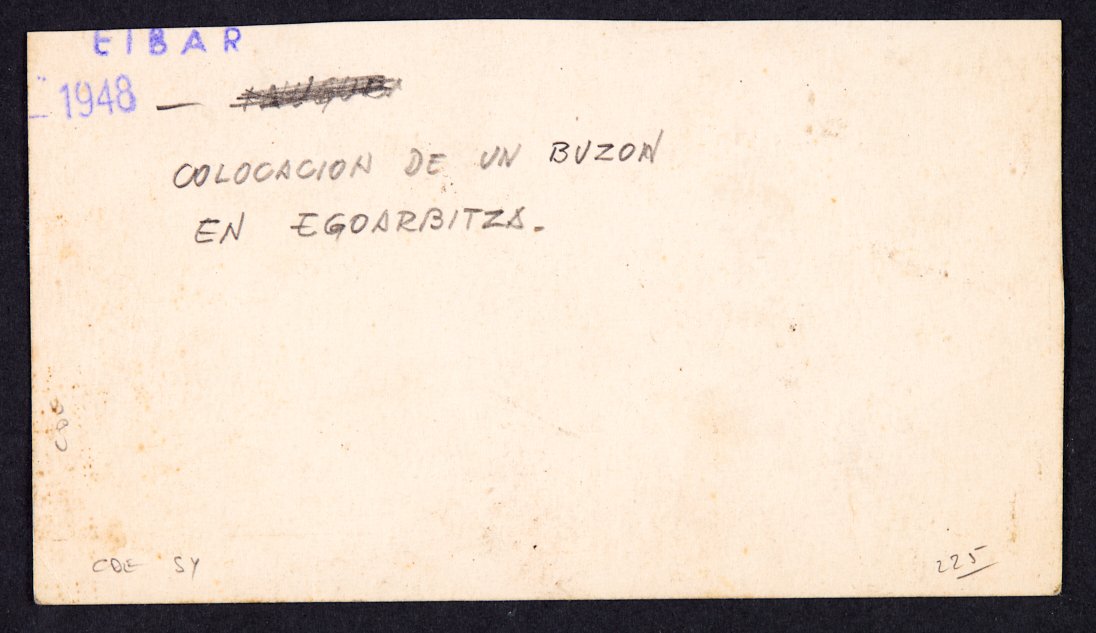 EIBAR
1948 —
COLOCACION DE UN BUZON
EN EGOARBITZA.
CDE SY
225